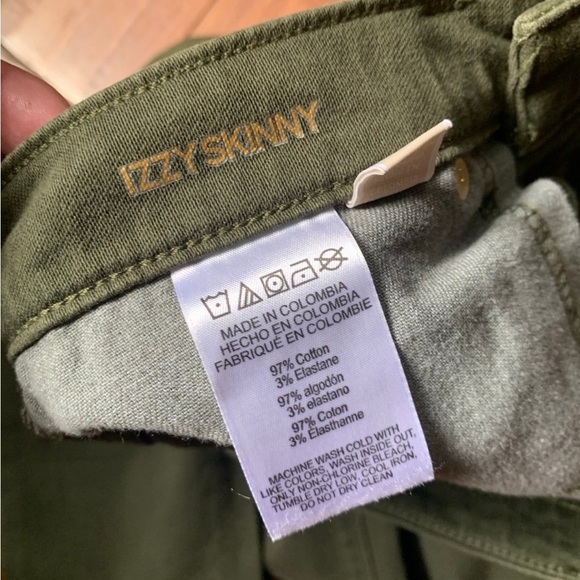 IZZY SKINNY
MADE IN COLOMBIA
HECHO EN COLOMBIA
FABRIQUÉ EN COLOMBIA
97% Cotton
3% Elastane
97% algodón
3% elastano
97% Coton
3% Elasthanne
MACHINE WASH COLD WITH
LIKE COLORS, WASH INSIDE OUT,
ONLY NON-CHLORINE BLEACH,
TUMBLE DRY LOW, COOL IRON,
DO NOT DRY CLEAN